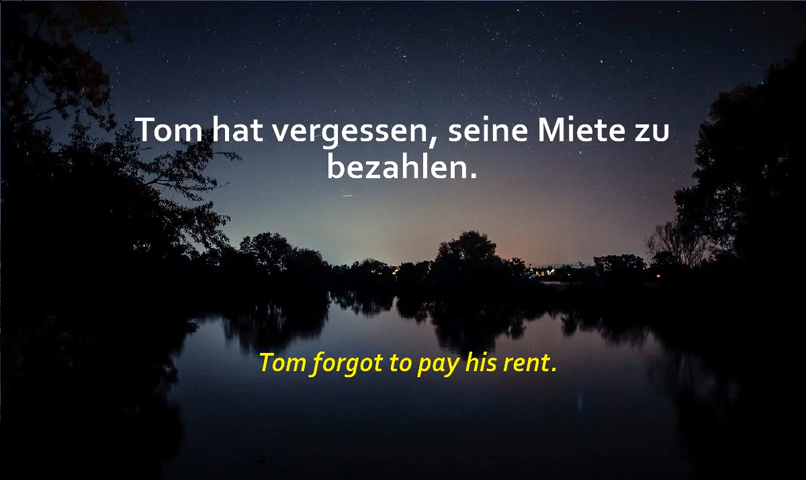 Tom hat vergessen, seine Miete zu
bezahlen.
Tom forgot to pay his rent.